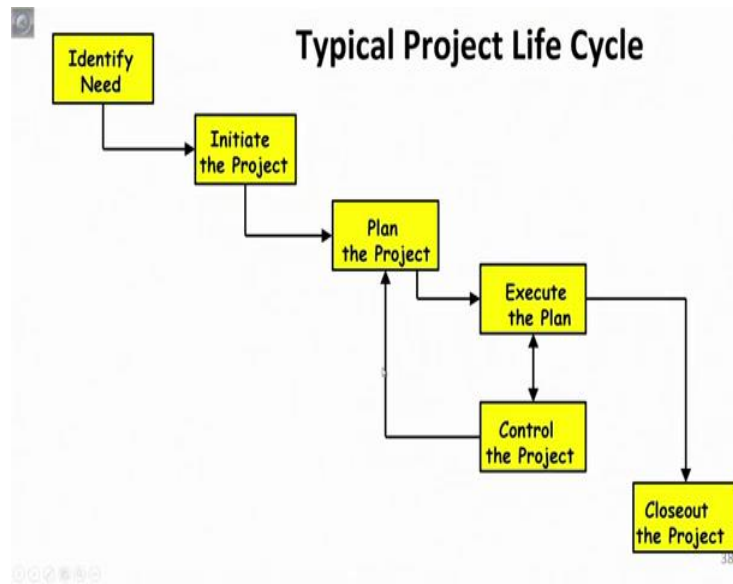 Typical Project Life Cycle
Identify
Need
Initiate
the Project
Plan
the Project
Execute
the Plan
Control
the Project
Closeout
the Project
38